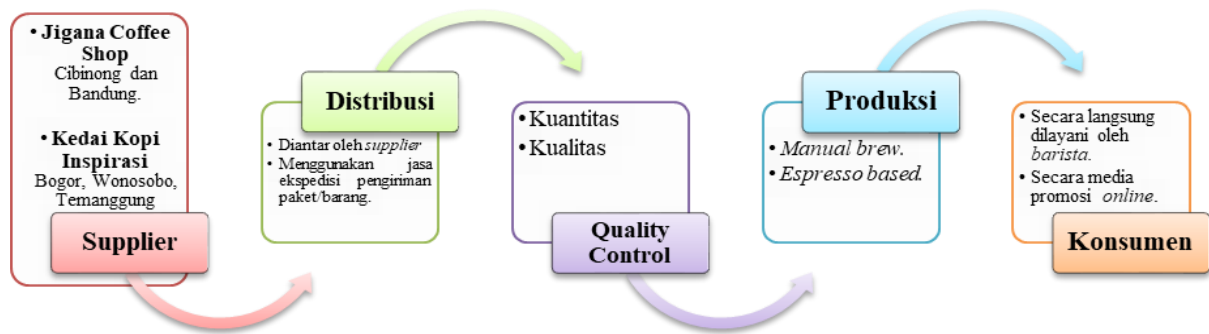 • Jigana Coffee
Shop
Cibinong dan
Bandung.
• Kedai Kopi
Inspirasi
Bogor, Wonosobo,
Temanggung
Supplier
Distribusi
• Diantar oleh supplier
• Menggunakan jasa
ekspedisi pengiriman
paket/barang.
• Kuantitas
• Kualitas
Quality
Control
Produksi
• Manual brew.
• Espresso based.
• Secara langsung
dilayani oleh
barista.
• Secara media
promosi online.
Konsumen